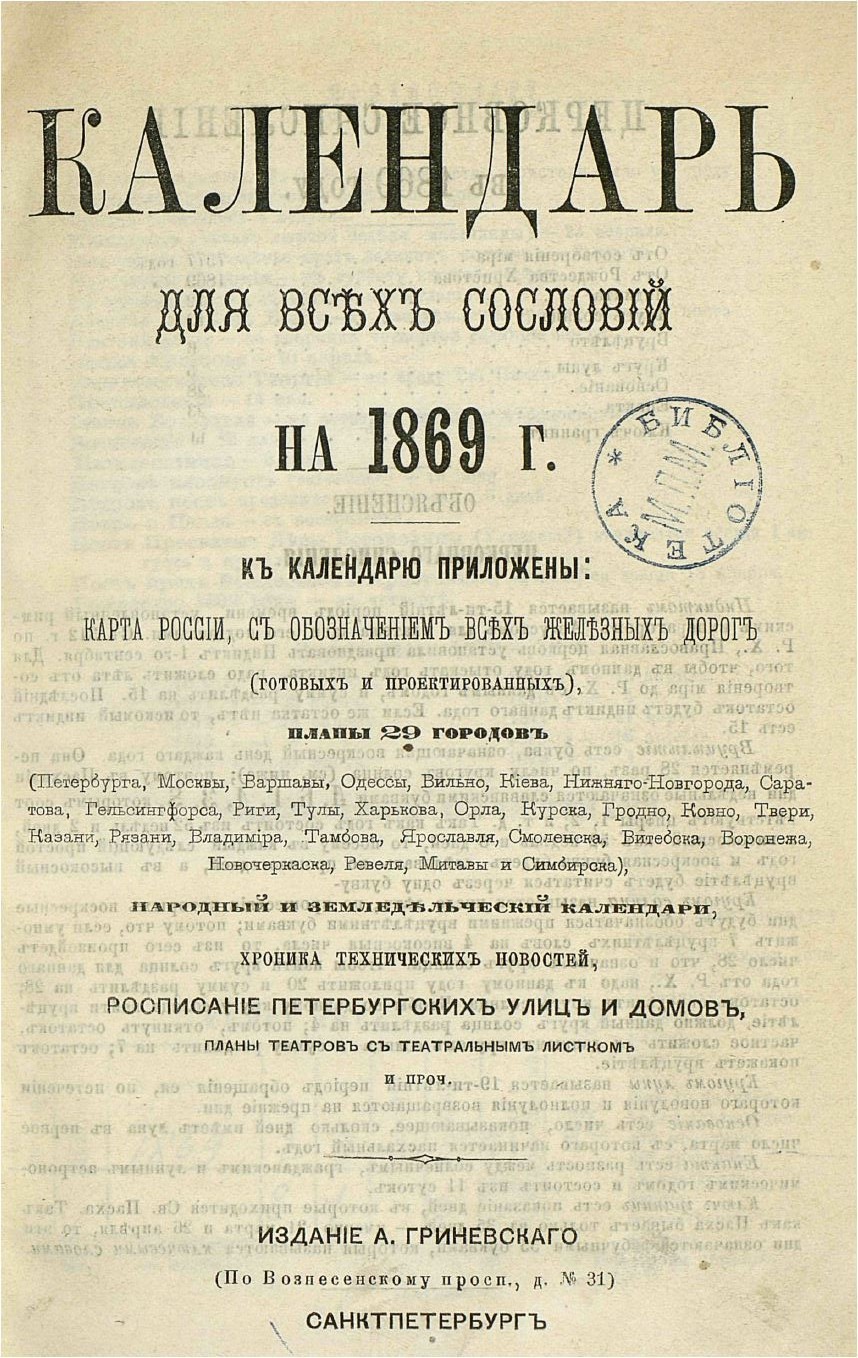 КАЛЕНДАРЬ
ДЛЯ ВСѢХЪ СОСЛОВІЙ
НА 1869 Г.
БИБЛІОТЕКА *
КЪ КАЛЕНДАРЮ ПРИЛОЖЕНЫ:
КАРТА РОССІИ, СЪ ОБОЗНАЧЕНІЕМЪ ВСѢХЪ ЖЕЛѢЗНЫХЪ ДОРОГЪ
(ГОТОВЫХЪ И ПРОЕКТИРОВАННЫХЪ),
ПЛАНЫ 29 ГОРОДОВЪ
(Петербурга, Москвы, Варшавы, Одессы, Вильно, Кіева, Нижняго-Новгорода, Сара-
това, Гельсингфорса, Риги, Тулы, Харькова, Орла, Курска, Гродно, Ковно, Твери,
Казани, Рязани, Владиміра, Тамбова, Ярославля, Смоленска, Витебска, Воронежа,
Новочеркаска, Ревеля, Митавы и Симбирска),
НАРОДНЫЙ И ЗЕМЛЕДѢЛЬЧЕСКІЙ КАЛЕНДАРИ,
ХРОНИКА ТЕХНИЧЕСКИХЪ НОВОСТЕЙ,
РОСПИСАНІЕ ПЕТЕРБУРГСКИХЪ УЛИЦЪ И ДОМОВЪ,
ПЛАНЫ ТЕАТРОВЪ СЪ ТЕАТРАЛЬНЫМЪ ЛИСТКОМЪ
И ПРОЧ.
ИЗДАНІЕ А. ГРИНЕВСКАГО
(По Вознесенскому просп., д. № 31)
САНКТПЕТЕРБУРГЪ